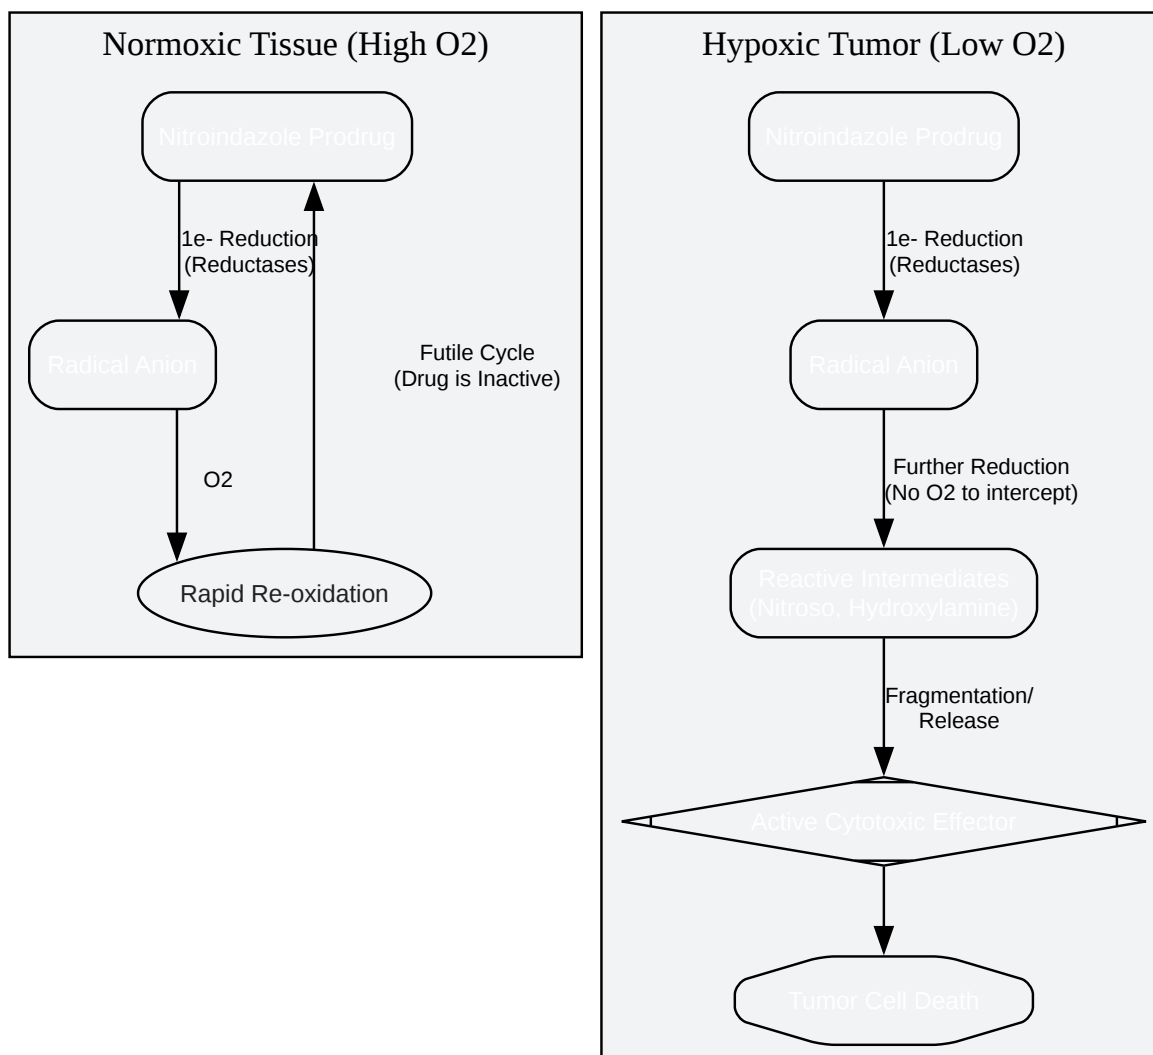 Normoxic Tissue (High O2)
Nitroindazole Prodrug
1e- Reduction
(Reductases)
Radical Anion
Futile Cycle
(Drug is Inactive)
O2
Rapid Re-oxidation
Hypoxic Tumor (Low O2)
Nitroindazole Prodrug
1e- Reduction
(Reductases)
Radical Anion
Further Reduction
(No O2 to intercept)
Reactive Intermediates
(Nitroso, Hydroxylamine)
Fragmentation/
Release
Active Cytotoxic Effector
Tumor Cell Death